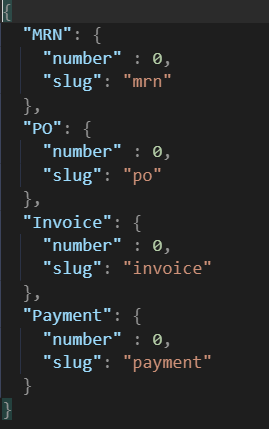 {
  "MRN": {
    "number" : 0,
    "slug": "mrn"
  },
  "PO": {
    "number" : 0,
    "slug": "po"
  },
  "Invoice": {
    "number" : 0,
    "slug": "invoice"
  },
  "Payment": {
    "number" : 0,
    "slug": "payment"
  }
}